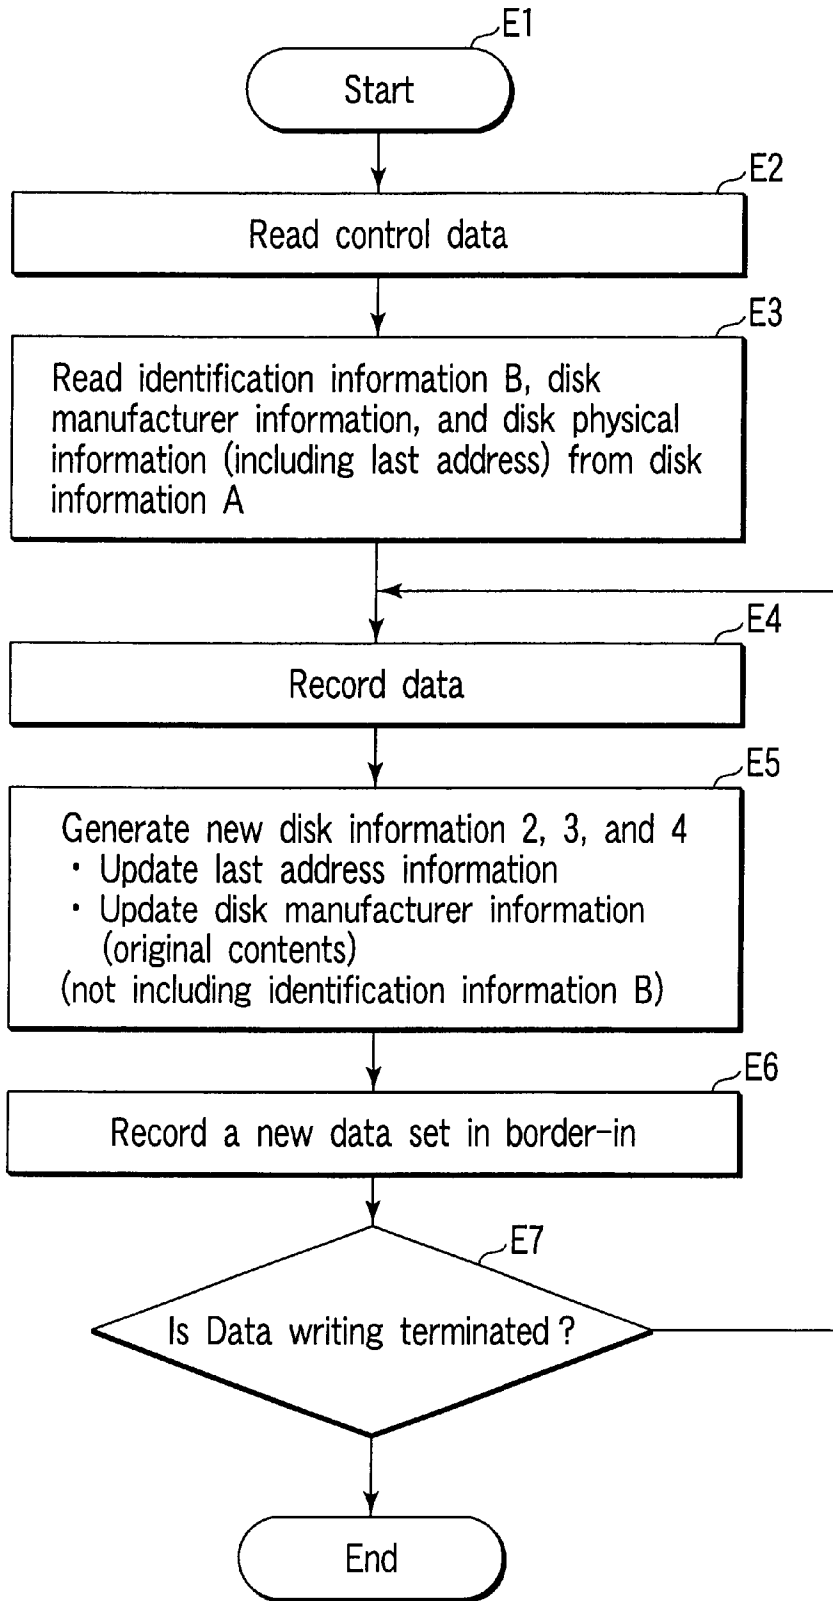 E1
Start
E2
Read control data
E3
Read identification information B, disk
manufacturer information, and disk physical
information (including last address) from disk
information A
E4
Record data
E5
Generate new disk information 2, 3, and 4
・Update last address information
・Update disk manufacturer information
(original contents)
(not including identification information B)
E6
Record a new data set in border-in
E7
Is Data writing terminated ?
End